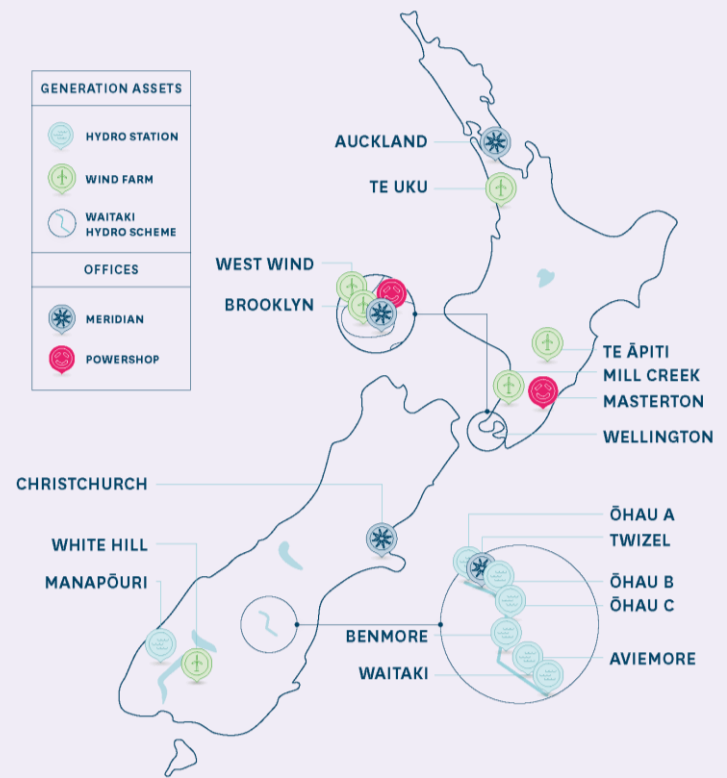 GENERATION ASSETS
HYDRO STATION
WIND FARM
WAITAKI
HYDRO SCHEME
OFFICES
MERIDIAN
POWERSHOP
AUCKLAND
TE UKU
WEST WIND
BROOKLYN
TE ĀPITI
MILL CREEK
MASTERTON
WELLINGTON
CHRISTCHURCH
WHITE HILL
MANAPŌURI
ŌHAU A
TWIZEL
ŌHAU B
ŌHAU C
BENMORE
AVIEMORE
WAITAKI